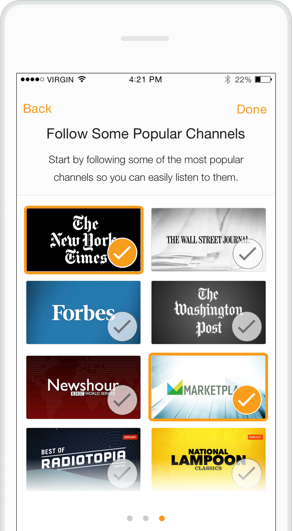 VIRGIN 4:21 PM 22%
Back Done
Follow Some Popular Channels
Start by following some of the most popular
channels so you can easily listen to them.
The
New York
Times
THE WALL STREET JOURNAL
Forbes
The
Washington
Post
Newshour
BBC WORLD SERVICE
MARKETPLA
BEST OF
RADIOTOPIA
NATIONAL
LAMPOON
CLASSICS